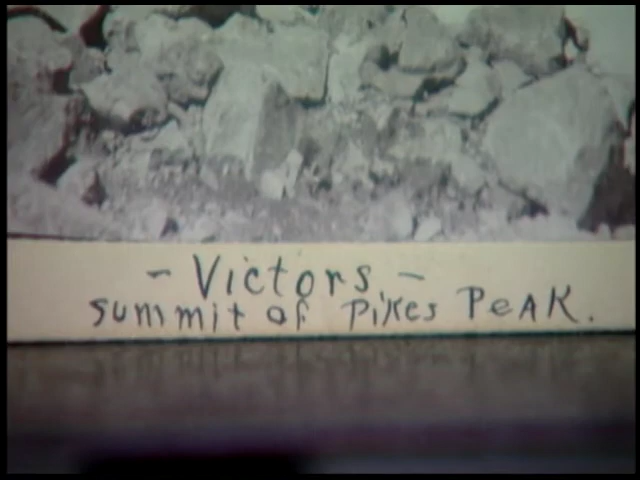 - Victors. -
Summit of Pikes Peak.